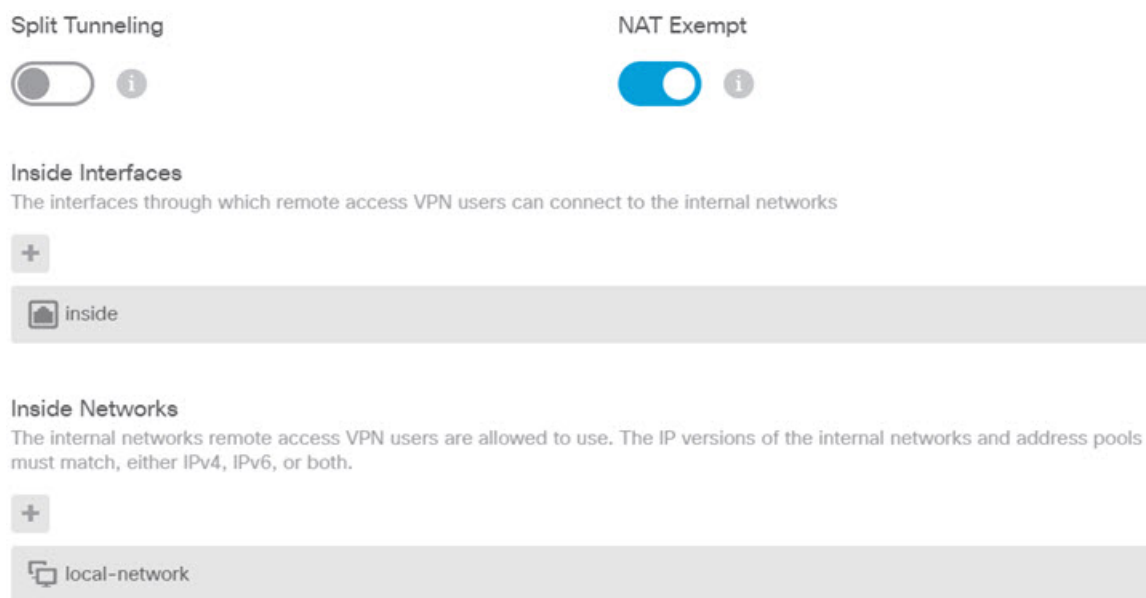 Split Tunneling
NAT Exempt
i
i
Inside Interfaces
The interfaces through which remote access VPN users can connect to the internal networks
+
inside
Inside Networks
The internal networks remote access VPN users are allowed to use. The IP versions of the internal networks and address pools
must match, either IPv4, IPv6, or both.
+
local-network